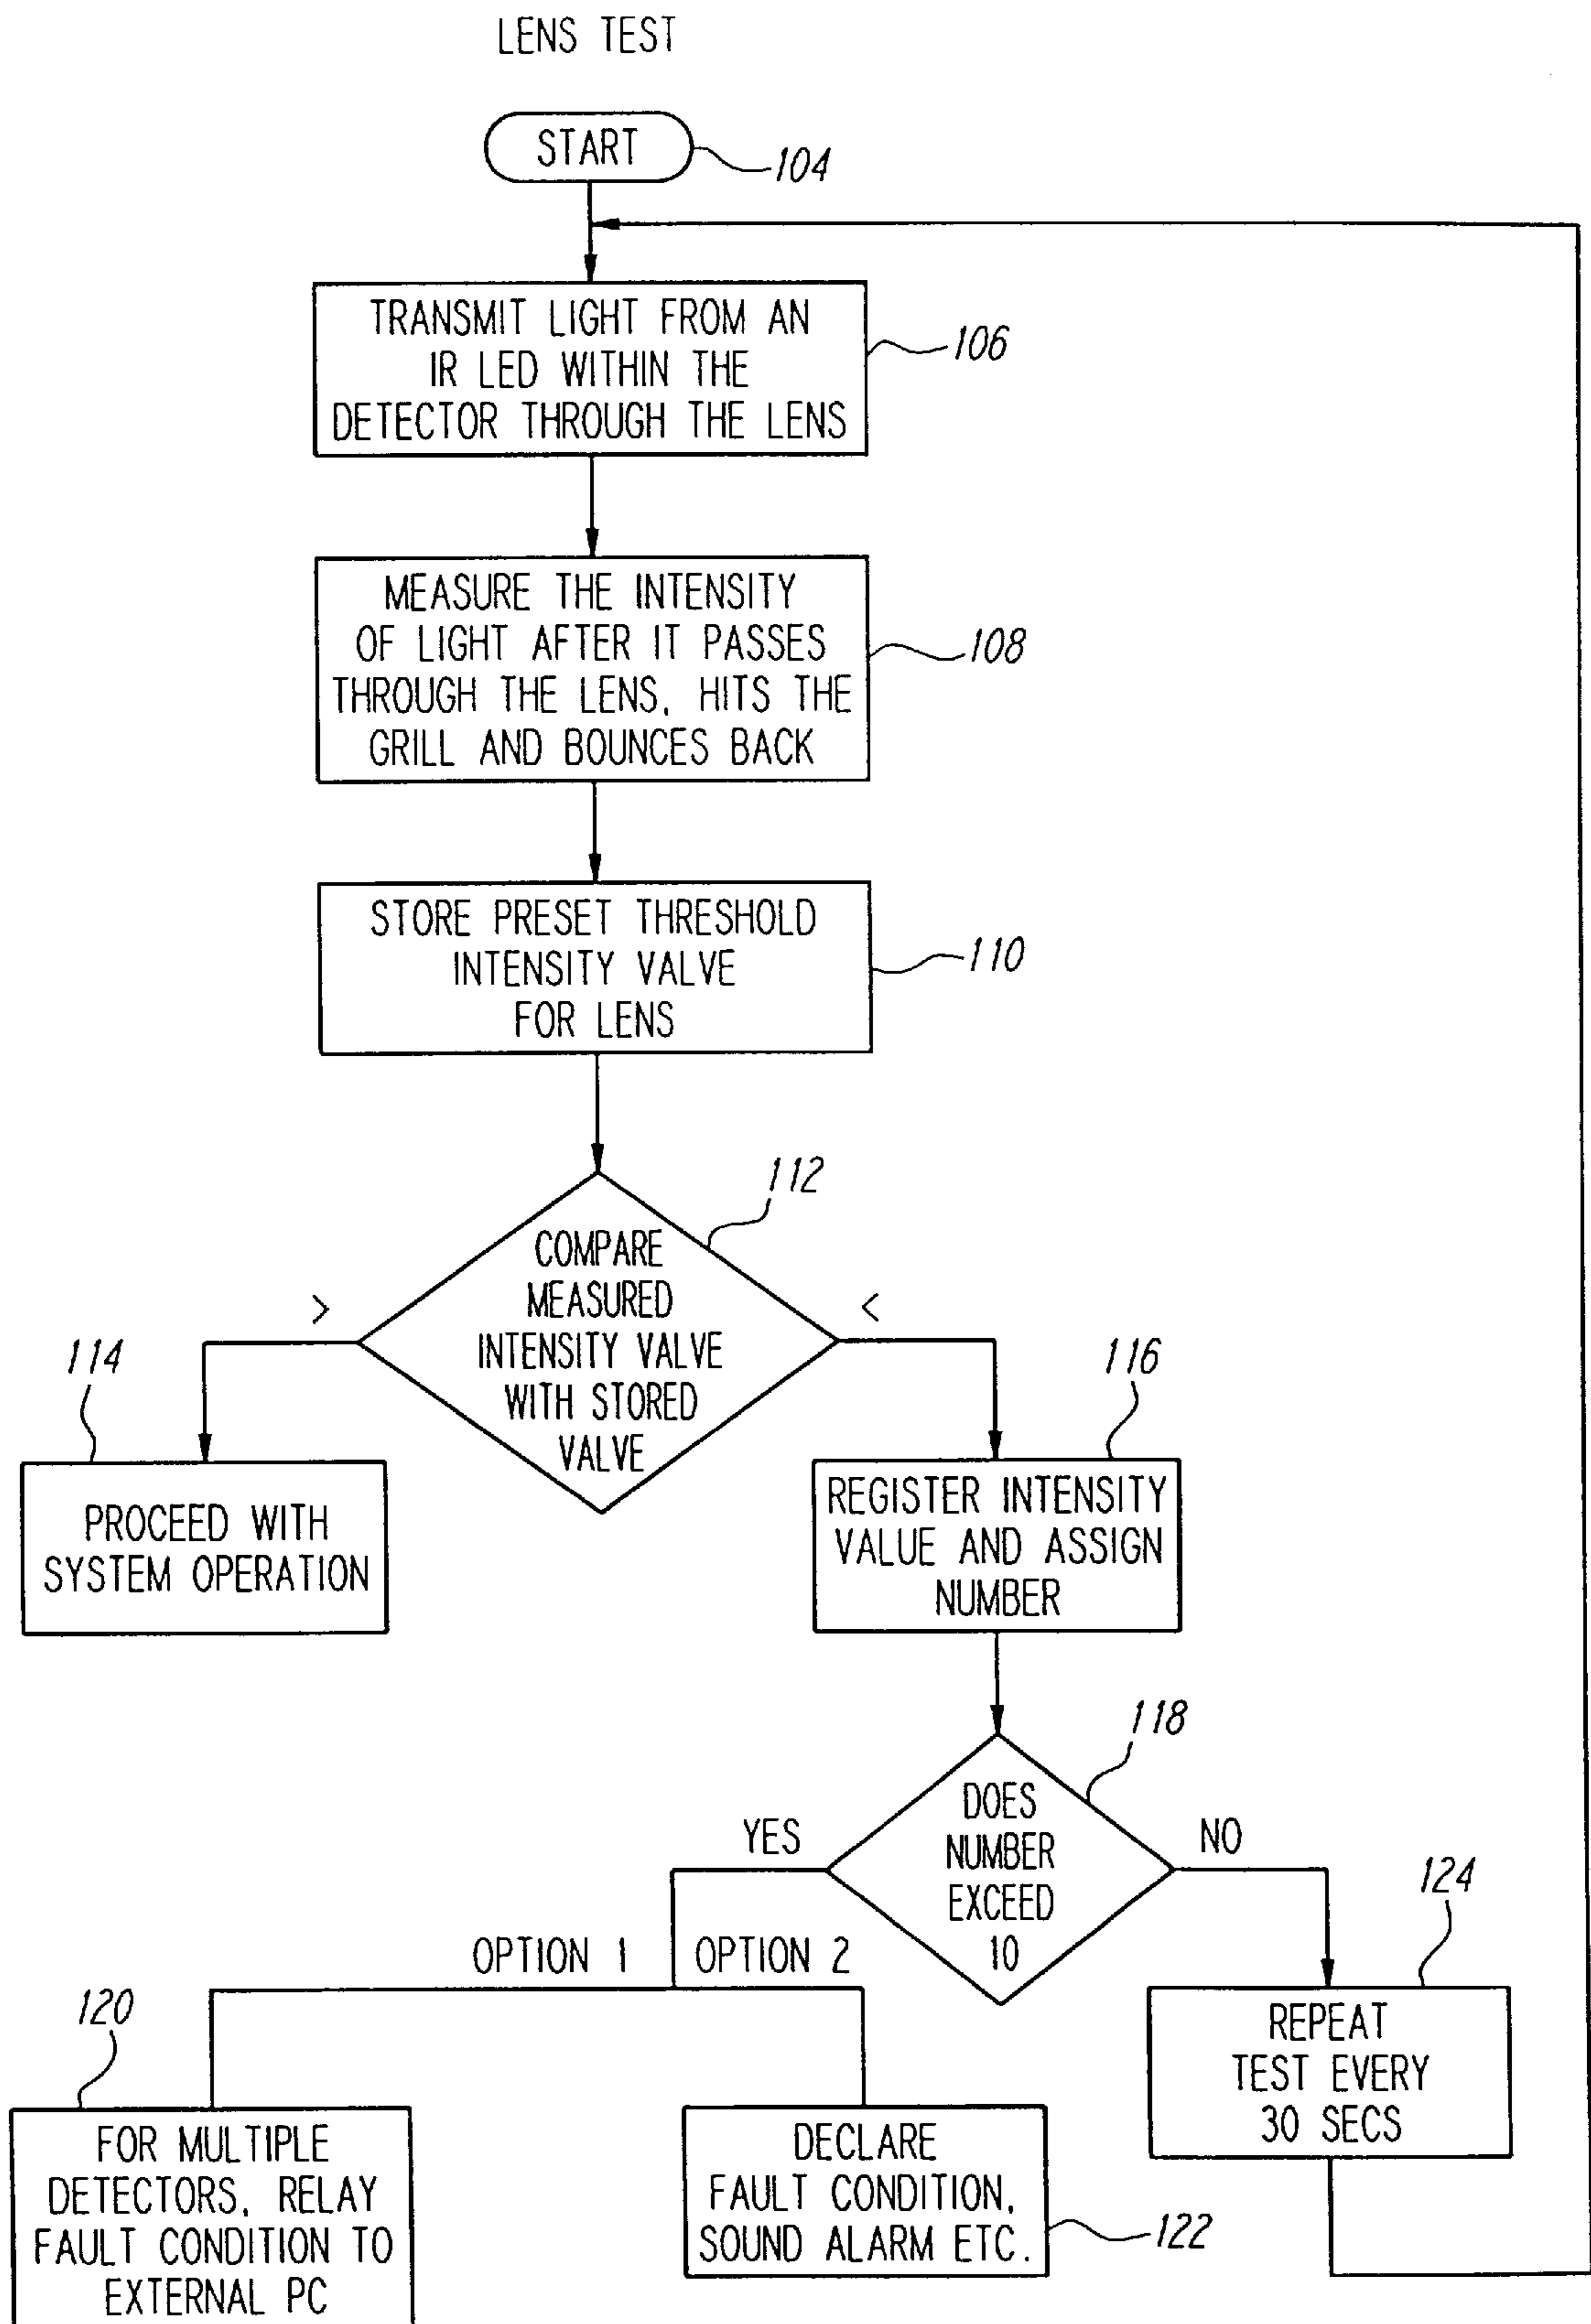 LENS TEST
START
104
TRANSMIT LIGHT FROM AN
IR LED WITHIN THE
DETECTOR THROUGH THE LENS
106
MEASURE THE INTENSITY
OF LIGHT AFTER IT PASSES
THROUGH THE LENS, HITS THE
GRILL AND BOUNCES BACK
108
STORE PRESET THRESHOLD
INTENSITY VALVE
FOR LENS
110
112
COMPARE
MEASURED
INTENSITY VALVE
WITH STORED
VALVE
>
<
114
PROCEED WITH
SYSTEM OPERATION
116
REGISTER INTENSITY
VALUE AND ASSIGN
NUMBER
118
DOES
NUMBER
EXCEED
10
YES
NO
OPTION 1
OPTION 2
120
FOR MULTIPLE
DETECTORS, RELAY
FAULT CONDITION TO
EXTERNAL PC
DECLARE
FAULT CONDITION,
SOUND ALARM ETC.
122
124
REPEAT
TEST EVERY
30 SECS